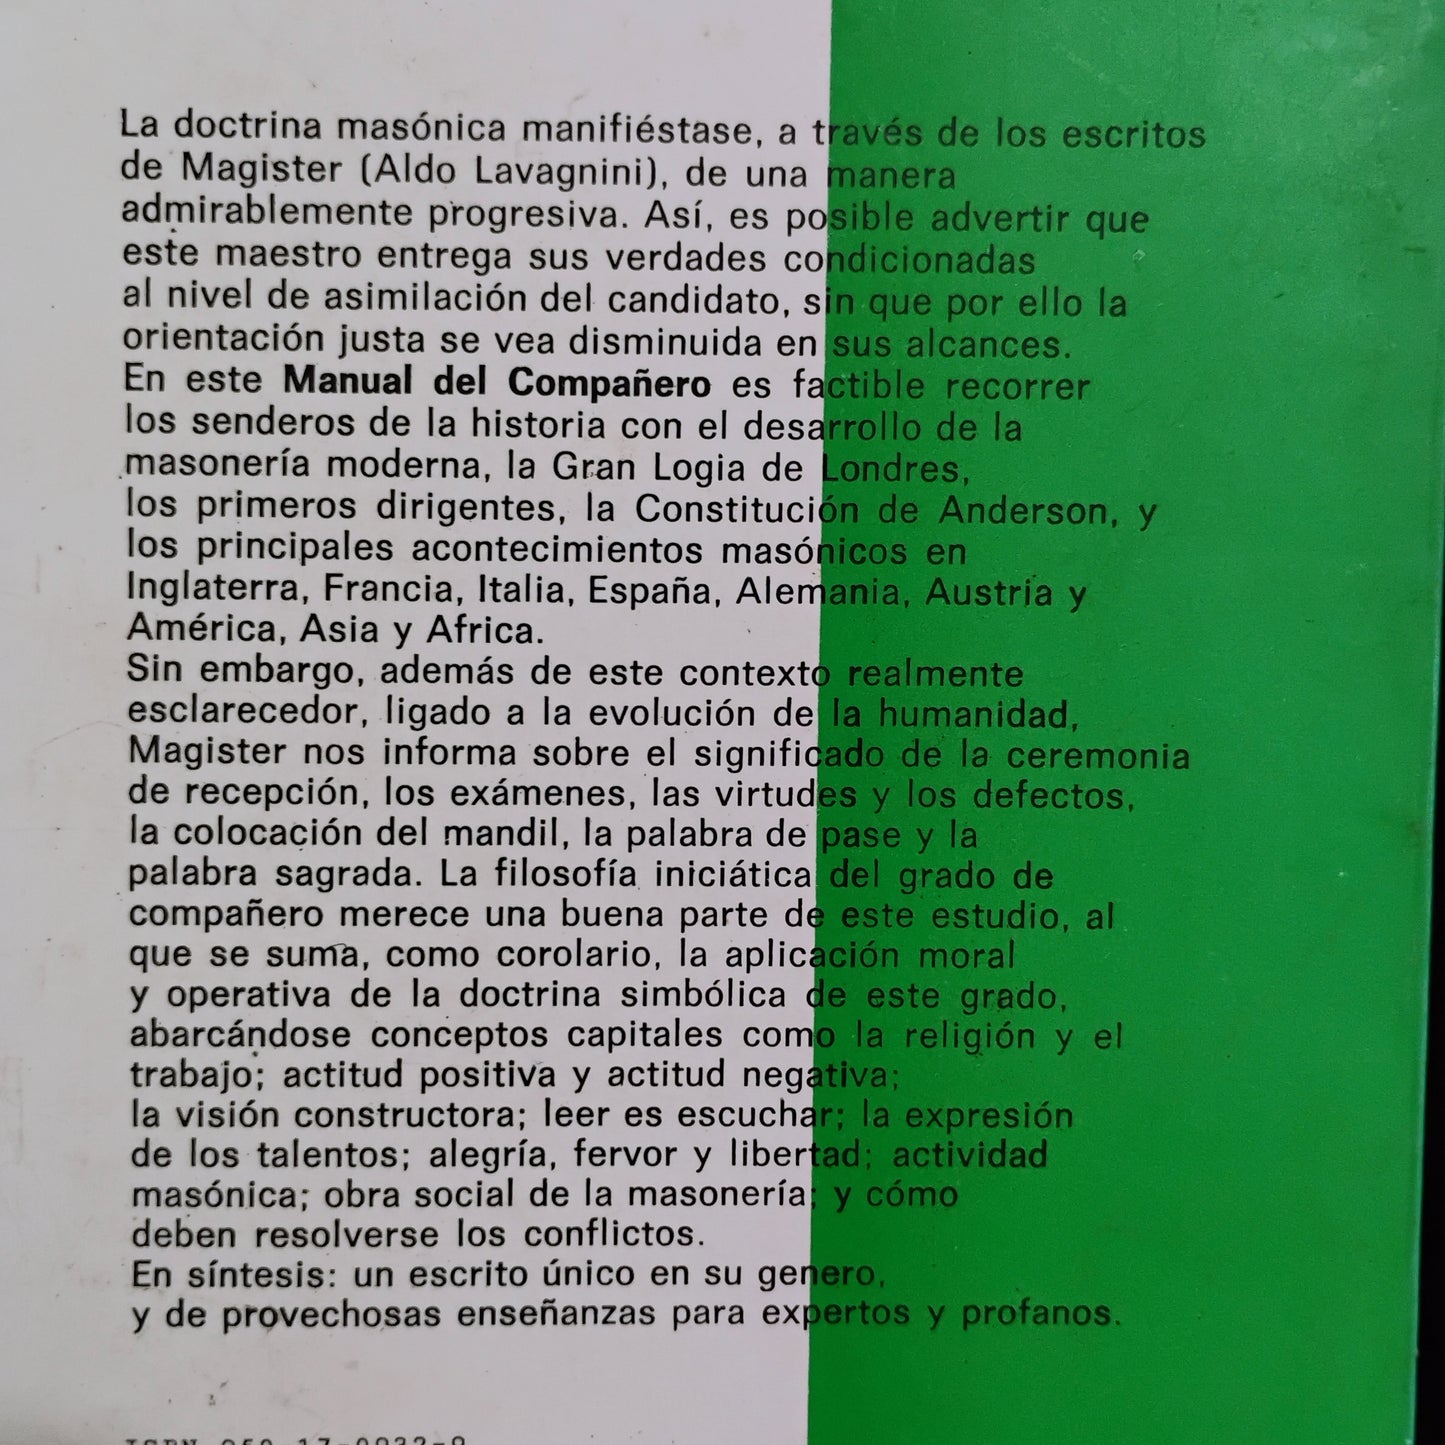 La doctrina masónica manifiéstase, a través de los escritos
de Magister (Aldo Lavagnini), de una manera
admirablemente progresiva. Así, es posible advertir que
este maestro entrega sus verdades condicionadas
al nivel de asimilación del candidato, sin que por ello la
orientación justa se vea disminuida en sus alcances.
En este Manual del Compañero es factible recorrer
los senderos de la historia con el desarrollo de la
masonería moderna, la Gran Logia de Londres,
los primeros dirigentes, la Constitución de Anderson, y
los principales acontecimientos masónicos en
Inglaterra, Francia, Italia, España, Alemania, Austria y
América, Asia y Africa.
Sin embargo, además de este contexto realmente
esclarecedor, ligado a la evolución de la humanidad,
Magister nos informa sobre el significado de la ceremonia
de recepción, los exámenes, las virtudes y los defectos,
la colocación del mandil, la palabra de pase y la
palabra sagrada. La filosofía iniciática del grado de
compañero merece una buena parte de este estudio, al
que se suma, como corolario, la aplicación moral
y operativa de la doctrina simbólica de este grado,
abarcándose conceptos capitales como la religión y el
trabajo; actitud positiva y actitud negativa;
la visión constructora; leer es escuchar; la expresión
de los talentos; alegría, fervor y libertad; actividad
masónica; obra social de la masonería; y cómo
deben resolverse los conflictos.
En síntesis: un escrito único en su genero,
y de provechosas enseñanzas para expertos y profanos.
ISBN